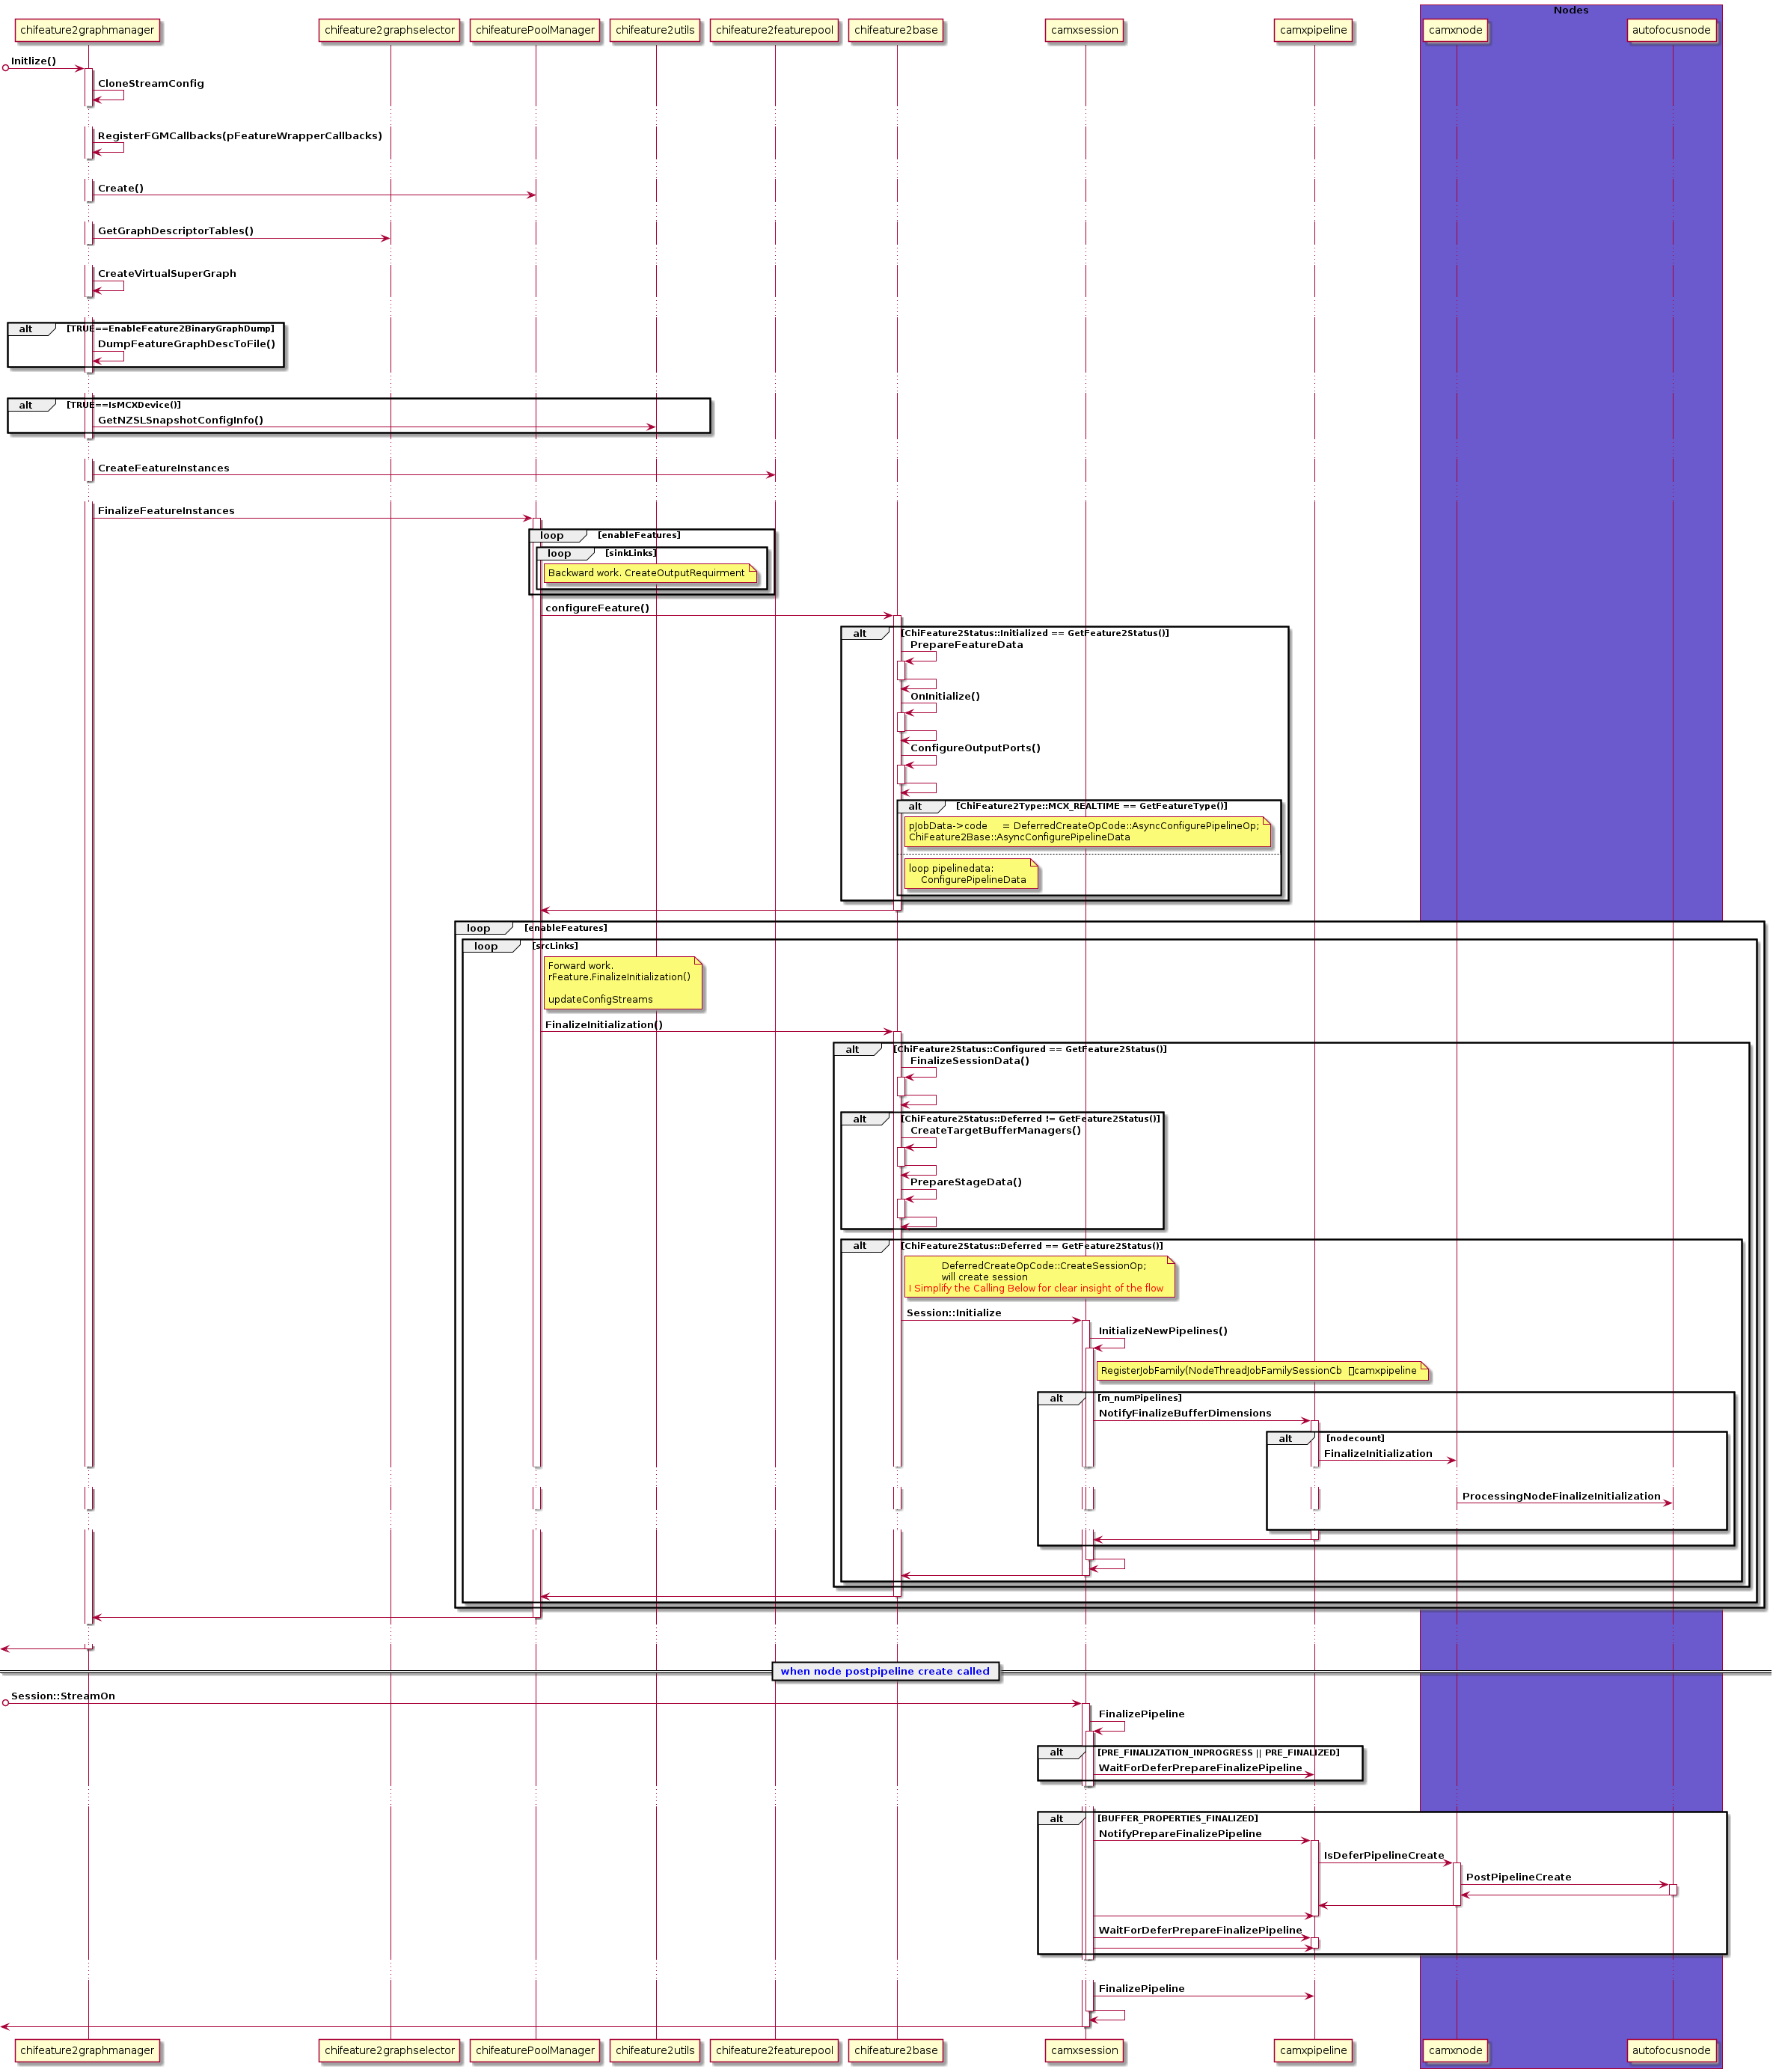 Nodes
chifeature2graphmanager
chifeature2graphselector
chifeaturePoolManager
chifeature2utils
chifeature2featurepool
chifeature2base
camxsession
camxpipeline
camxnode
autofocusnode
Initlize()
CloneStreamConfig
RegisterFGMCallbacks(pFeatureWrapperCallbacks)
Create()
GetGraphDescriptorTables()
CreateVirtualSuperGraph
alt [TRUE==EnableFeature2BinaryGraphDump]
DumpFeatureGraphDescToFile()
alt [TRUE==IsMCXDevice()]
GetNZSLSnapshotConfigInfo()
CreateFeatureInstances
FinalizeFeatureInstances
loop [enableFeatures]
loop [sinkLinks]
Backward work. CreateOutputRequirment
configureFeature()
alt [ChiFeature2Status::Initialized == GetFeature2Status()]
PrepareFeatureData
OnInitialize()
ConfigureOutputPorts()
alt [ChiFeature2Type::MCX_REALTIME == GetFeatureType()]
pJobData->code = DeferredCreateOpCode::AsyncConfigurePipelineOp;
ChiFeature2Base::AsyncConfigurePipelineData
loop pipelinedata:
ConfigurePipelineData
loop [enableFeatures]
loop [srcLinks]
Forward work.
rFeature.FinalizeInitialization()
updateConfigStreams
FinalizeInitialization()
alt [ChiFeature2Status::Configured == GetFeature2Status()]
FinalizeSessionData()
alt [ChiFeature2Status::Deferred != GetFeature2Status()]
CreateTargetBufferManagers()
PrepareStageData()
alt [ChiFeature2Status::Deferred == GetFeature2Status()]
DeferredCreateOpCode::CreateSessionOp;
will create session
I Simplify the Calling Below for clear insight of the flow
Session::Initialize
InitializeNewPipelines()
RegisterJobFamily(NodeThreadJobFamilySessionCb camxpipeline
alt [m_numPipelines]
NotifyFinalizeBufferDimensions
alt [nodecount]
FinalizeInitialization
ProcessingNodeFinalizeInitialization
when node postpipeline create called
Session::StreamOn
FinalizePipeline
alt [PRE_FINALIZATION_INPROGRESS || PRE_FINALIZED]
WaitForDeferPrepareFinalizePipeline
alt [BUFFER_PROPERTIES_FINALIZED]
NotifyPrepareFinalizePipeline
IsDeferPipelineCreate
PostPipelineCreate
WaitForDeferPrepareFinalizePipeline
FinalizePipeline
chifeature2graphmanager
chifeature2graphselector
chifeaturePoolManager
chifeature2utils
chifeature2featurepool
chifeature2base
camxsession
camxpipeline
camxnode
autofocusnode